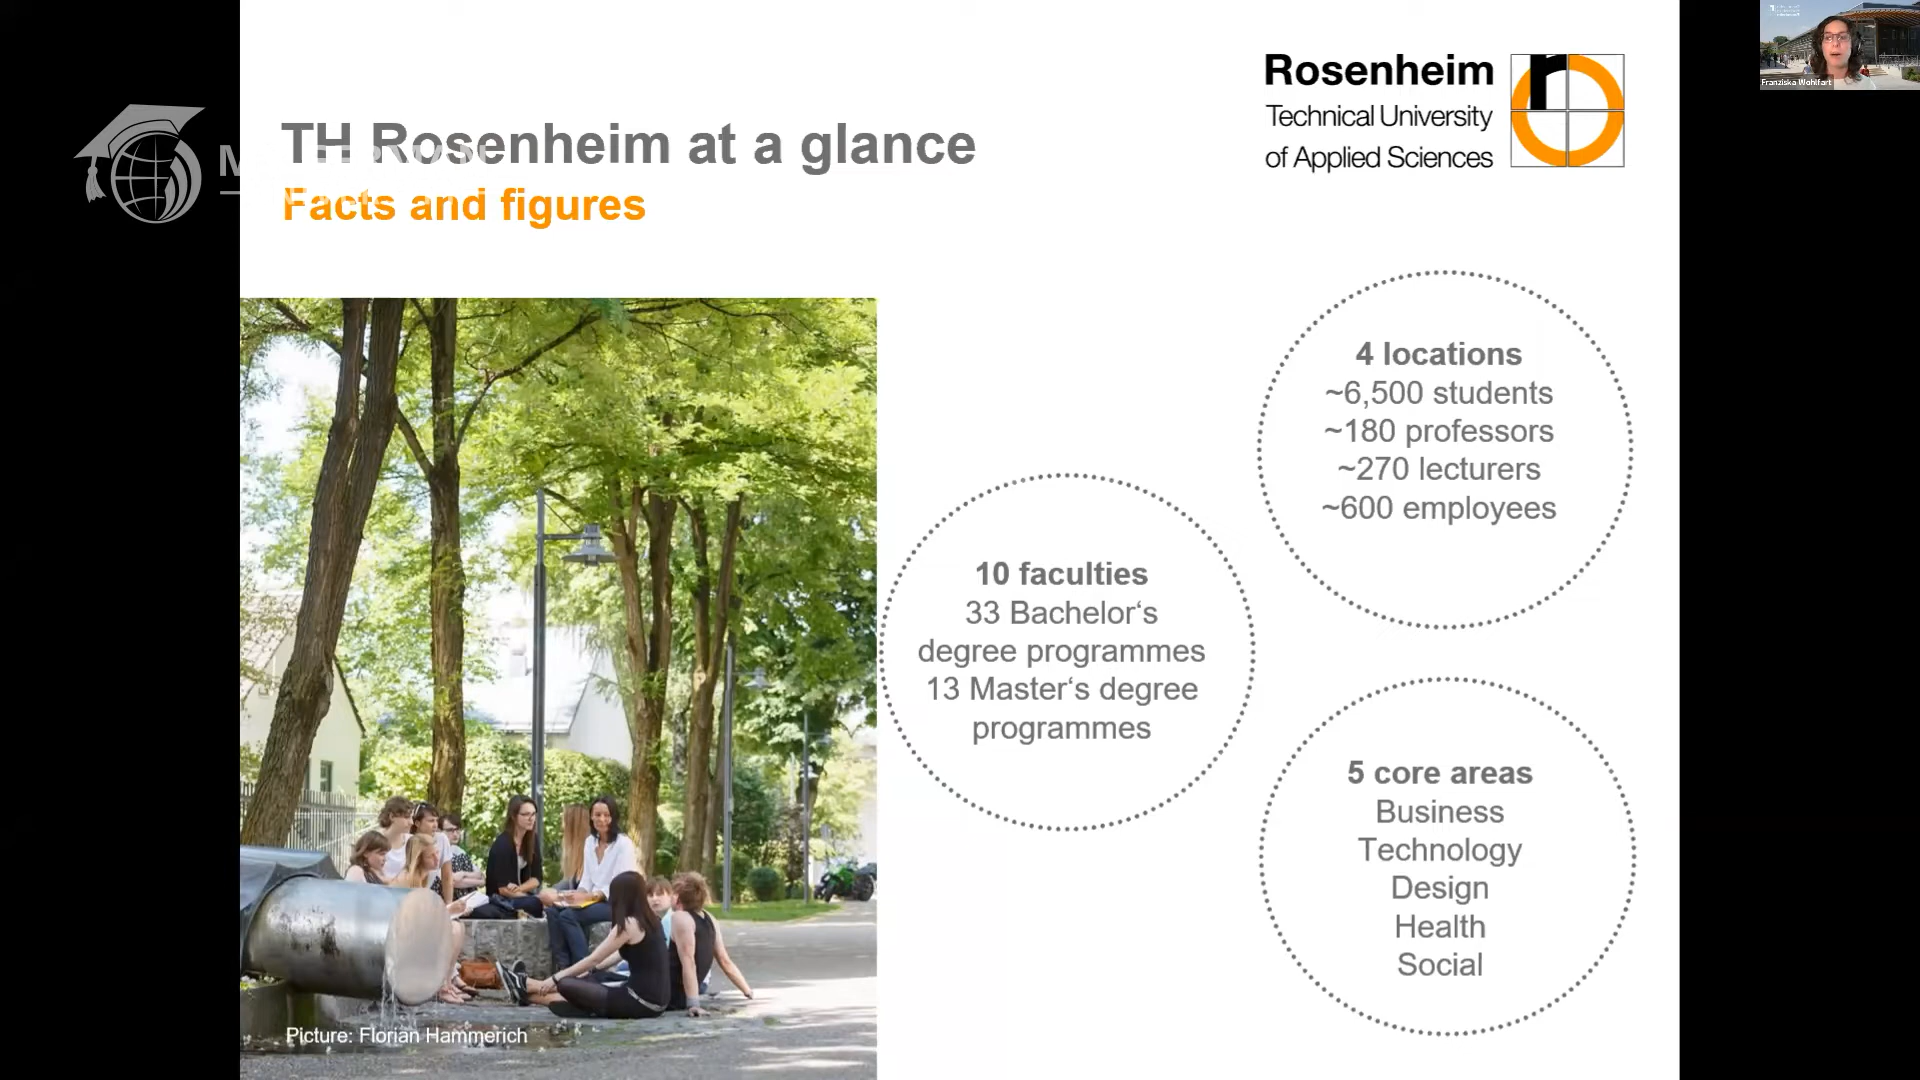 Rosenheim
Technical University
of Applied Sciences
TH Rosenheim at a glance
Facts and figures
4 locations
~6,500 students
~180 professors
~270 lecturers
~600 employees
10 faculties
33 Bachelor‘s
degree programmes
13 Master‘s degree
programmes
5 core areas
Business
Technology
Design
Health
Social
Picture: Florian Hammerich
Franziska Wohlfart